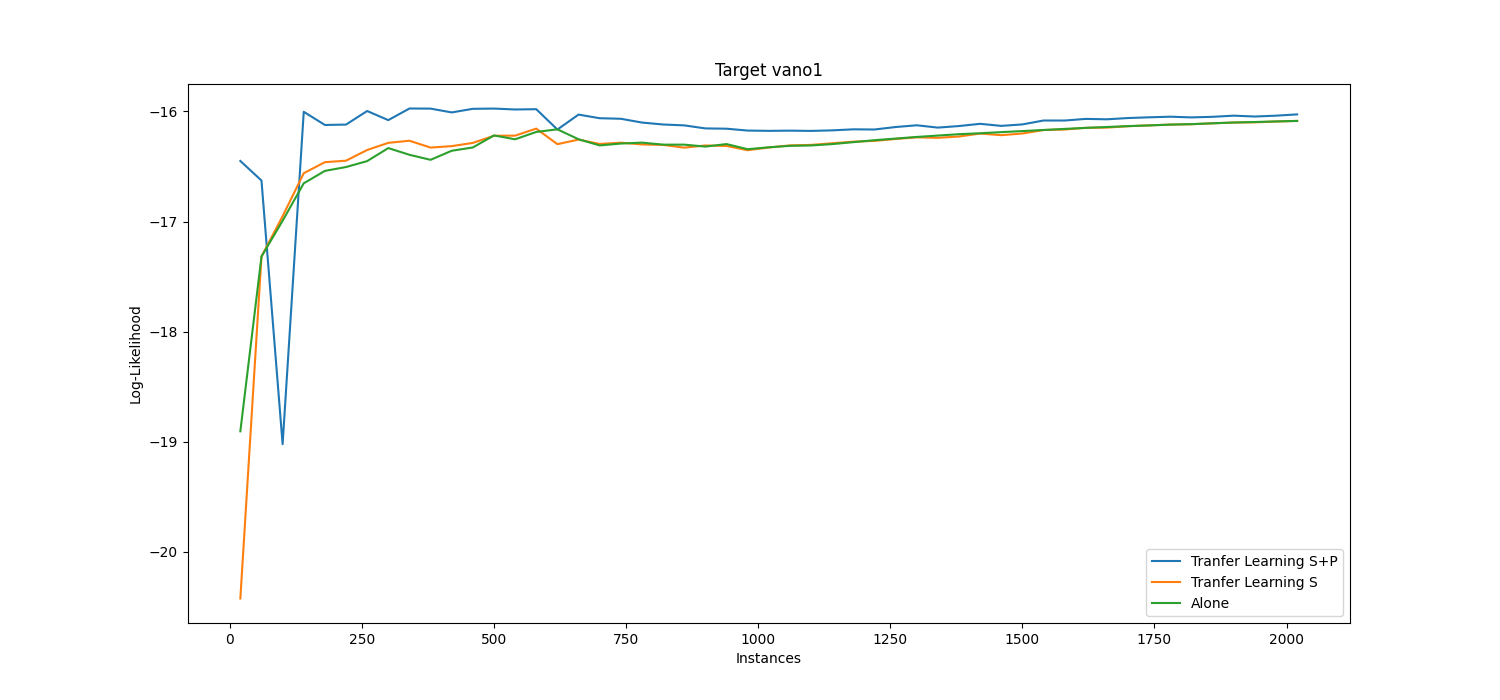 Target vano1
−16
−17
−18
−19
−20
Log-Likelihood
0
250
500
750
1000
1250
1500
1750
2000
Instances
Tranfer Learning S+P
Tranfer Learning S
Alone